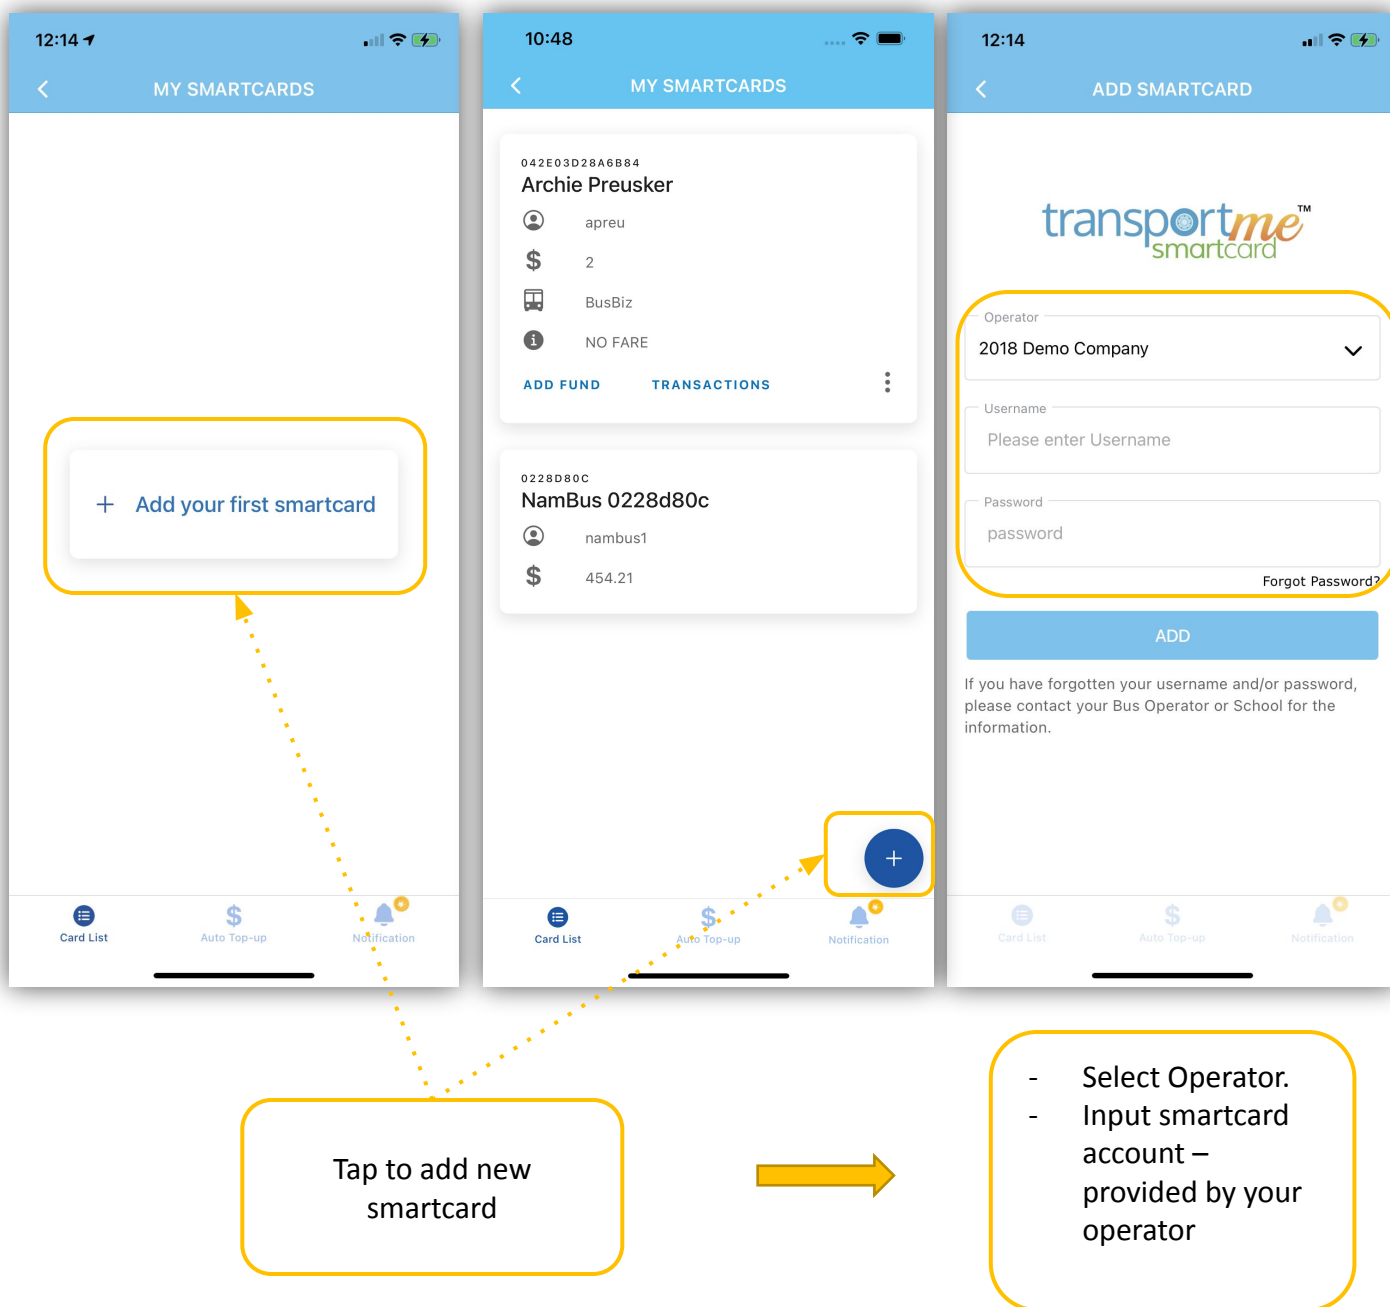 12:14
MY SMARTCARDS
+ Add your first smartcard
Card List
Auto Top-up
Notification
10:48
MY SMARTCARDS
042E03D28A6B84
Archie Preusker
apreu
$ 2
BusBiz
NO FARE
ADD FUND TRANSACTIONS
0228D80C
NamBus 0228d80c
nambus1
$ 454.21
+
Card List
Auto Top-up
Notification
12:14
ADD SMARTCARD
transportme™
smartcard
Operator
2018 Demo Company
Username
Please enter Username
Password
password
Forgot Password?
ADD
If you have forgotten your username and/or password,
please contact your Bus Operator or School for the
information.
Card List
Auto Top-up
Notification
Tap to add new
smartcard
- Select Operator.
- Input smartcard
account –
provided by your
operator